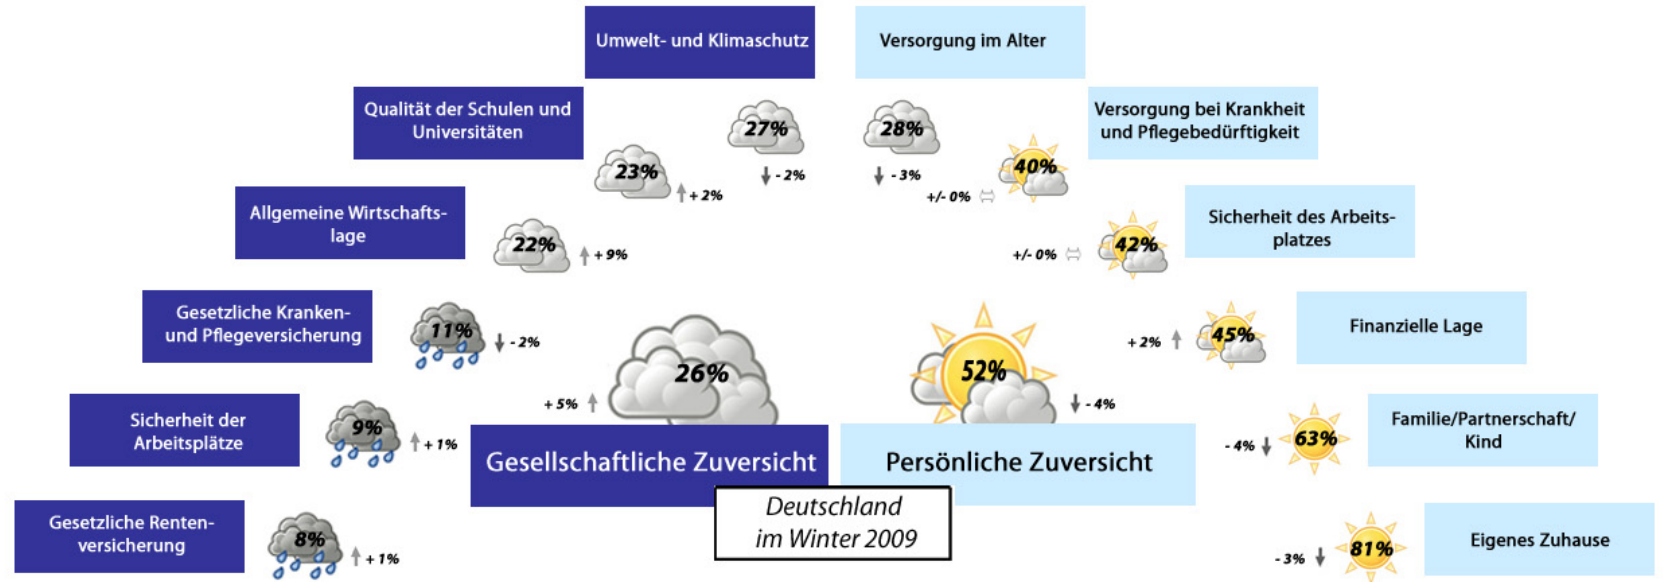 Umwelt- und Klimaschutz
Versorgung im Alter
Qualität der Schulen und
Universitäten
27%
- 2%
28%
- 3%
Versorgung bei Krankheit
und Pflegebedürftigkeit
23%
+ 2%
40%
+/- 0%
Allgemeine Wirtschafts-
lage
22%
+ 9%
42%
+/- 0%
Sicherheit des Arbeits-
platzes
Gesetzliche Kranken-
und Pflegeversicherung
11%
- 2%
45%
+ 2%
Finanzielle Lage
26%
+ 5%
52%
- 4%
Sicherheit der
Arbeitsplätze
9%
+ 1%
63%
- 4%
Familie/Partnerschaft/
Kind
Gesellschaftliche Zuversicht
Persönliche Zuversicht
Deutschland
im Winter 2009
Gesetzliche Renten-
versicherung
8%
+ 1%
81%
- 3%
Eigenes Zuhause